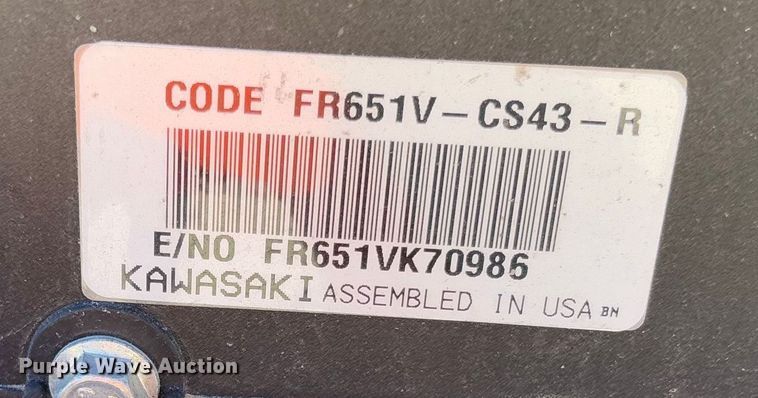 CODE FR651V-CS43-R
E/NO FR651VK70986
KAWASAKI ASSEMBLED IN USA BN
Purple Wave Auction